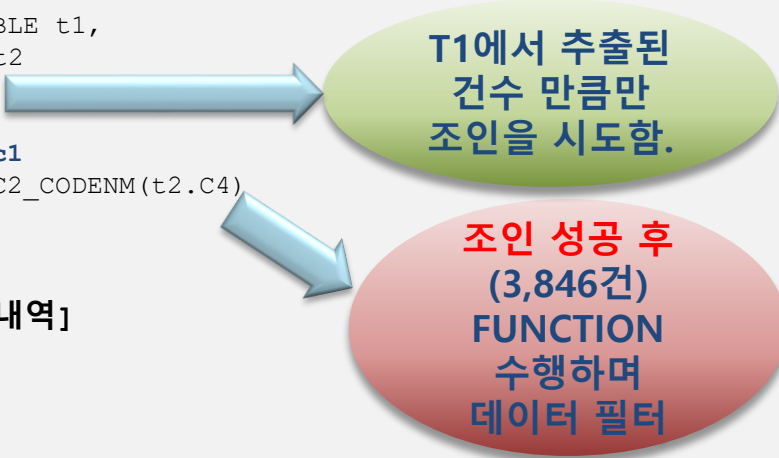 BLE t1,
t2
T1에서 추출된
건수 만큼만
조인을 시도함.
c1
C2_CODENM(t2.C4)
조인 성공 후
(3,846건)
FUNCTION
수행하며
데이터 필터
내역]